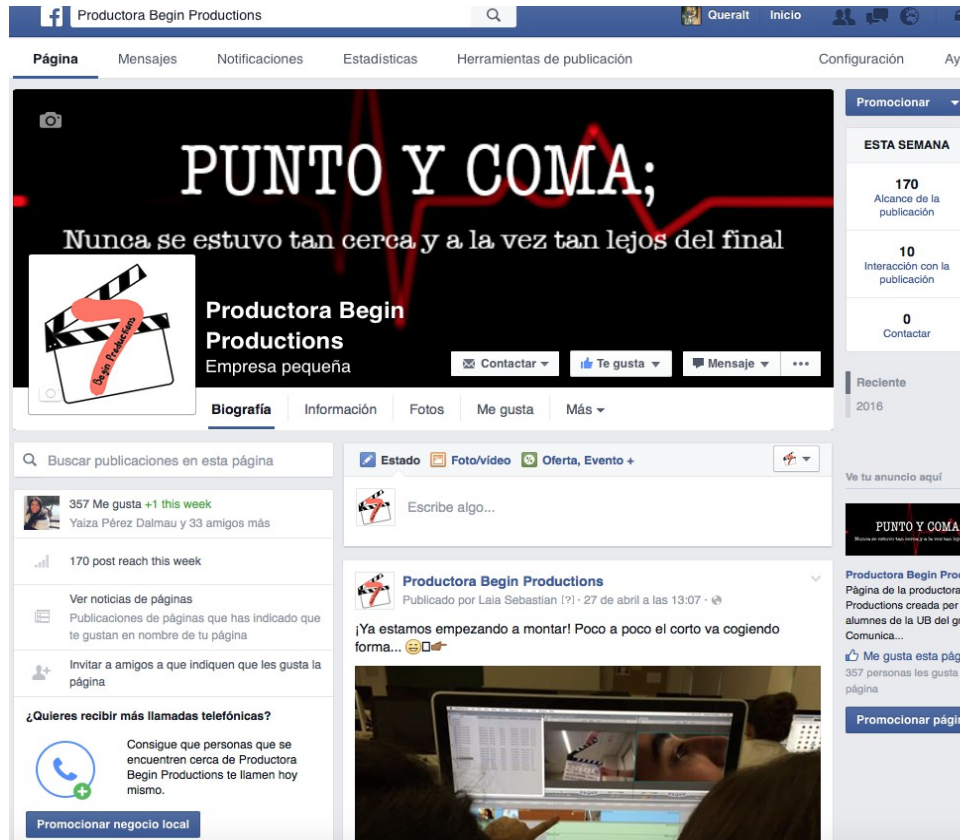 Productora Begin Productions
Queralt
Inicio
Página
Mensajes
Notificaciones
Estadísticas
Herramientas de publicación
Configuración
Ay
PUNTO Y COMA;
Nunca se estuvo tan cerca y a la vez tan lejos del final
Begin Productions
Productora Begin
Productions
Empresa pequeña
Contactar
Te gusta
Mensaje
Biografía
Información
Fotos
Me gusta
Más
Promocionar
ESTA SEMANA
170
Alcance de la
publicación
10
Interacción con la
publicación
0
Contactar
Reciente
2016
Buscar publicaciones en esta página
357 Me gusta +1 this week
Yaiza Pérez Dalmau y 33 amigos más
170 post reach this week
Ver noticias de páginas
Publicaciones de páginas que has indicado que
te gustan en nombre de tu página
Invitar a amigos a que indiquen que les gusta la
página
¿Quieres recibir más llamadas telefónicas?
Consigue que personas que se
encuentren cerca de Productora
Begin Productions te llamen hoy
mismo.
Promocionar negocio local
Estado
Foto/vídeo
Oferta, Evento +
Escribe algo...
Productora Begin Productions
Publicado por Laia Sebastian [?] · 27 de abril a las 13:07 ·
¡Ya estamos empezando a montar! Poco a poco el corto va cogiendo
forma... 😄
Ve tu anuncio aquí
PUNTO Y COMA
Productora Begin Prod
Pàgina de la productora
Productions creada per
alumnes de la UB del g
Comunica...
Me gusta esta pág
357 personas les gusta
página
Promocionar págin